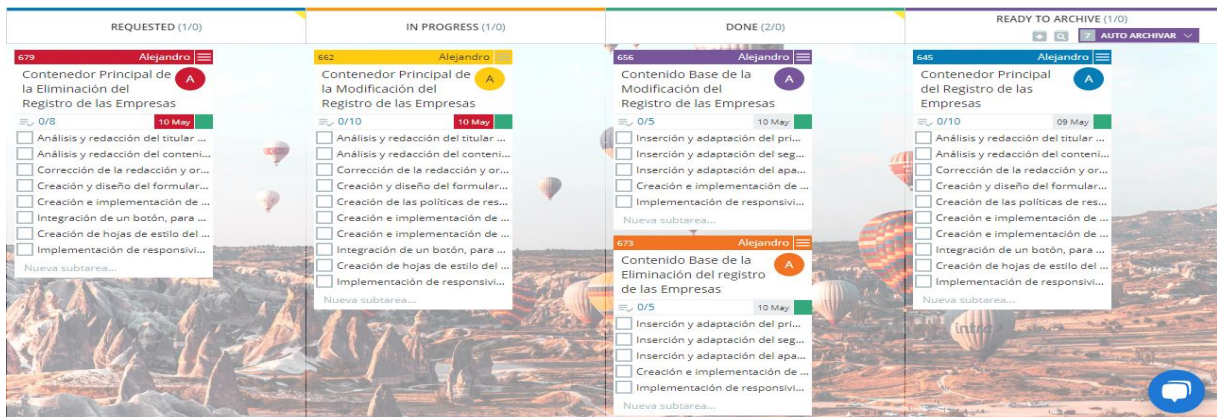 REQUESTED (1/0)
679 Alejandro
Contenedor Principal de
la Eliminación del
Registro de las Empresas
A
0/8 10 May
Análisis y redacción del titular ...
Análisis y redacción del conteni...
Corrección de la redacción y or...
Creación y diseño del formular...
Creación e implementación de ...
Integración de un botón, para ...
Creación de hojas de estilo del ...
Implementación de responsivi...
Nueva subtarea...
IN PROGRESS (1/0)
662 Alejandro
Contenedor Principal de
la Modificación del
Registro de las Empresas
A
0/10 10 May
Análisis y redacción del titular ...
Análisis y redacción del conteni...
Corrección de la redacción y or...
Creación y diseño del formular...
Creación de las políticas de res...
Creación e implementación de ...
Creación e implementación de ...
Integración de un botón, para ...
Creación de hojas de estilo del ...
Implementación de responsivi...
Nueva subtarea...
DONE (2/0)
656 Alejandro
Contenido Base de la
Modificación del
Registro de las Empresas
A
0/5 10 May
Inserción y adaptación del pri...
Inserción y adaptación del seg...
Inserción y adaptación del apa...
Creación e implementación de ...
Implementación de responsivi...
Nueva subtarea...
673 Alejandro
Contenido Base de la
Eliminación del registro
de las Empresas
A
0/5 10 May
Inserción y adaptación del pri...
Inserción y adaptación del seg...
Inserción y adaptación del apa...
Creación e implementación de ...
Implementación de responsivi...
Nueva subtarea...
READY TO ARCHIVE (1/0)
7 AUTO ARCHIVAR
645 Alejandro
Contenedor Principal
del Registro de las
Empresas
A
0/10 09 May
Análisis y redacción del titular ...
Análisis y redacción del conteni...
Corrección de la redacción y or...
Creación y diseño del formular...
Creación de las políticas de res...
Creación e implementación de ...
Creación e implementación de ...
Integración de un botón, para ...
Creación de hojas de estilo del ...
Implementación de responsivi...
Nueva subtarea...